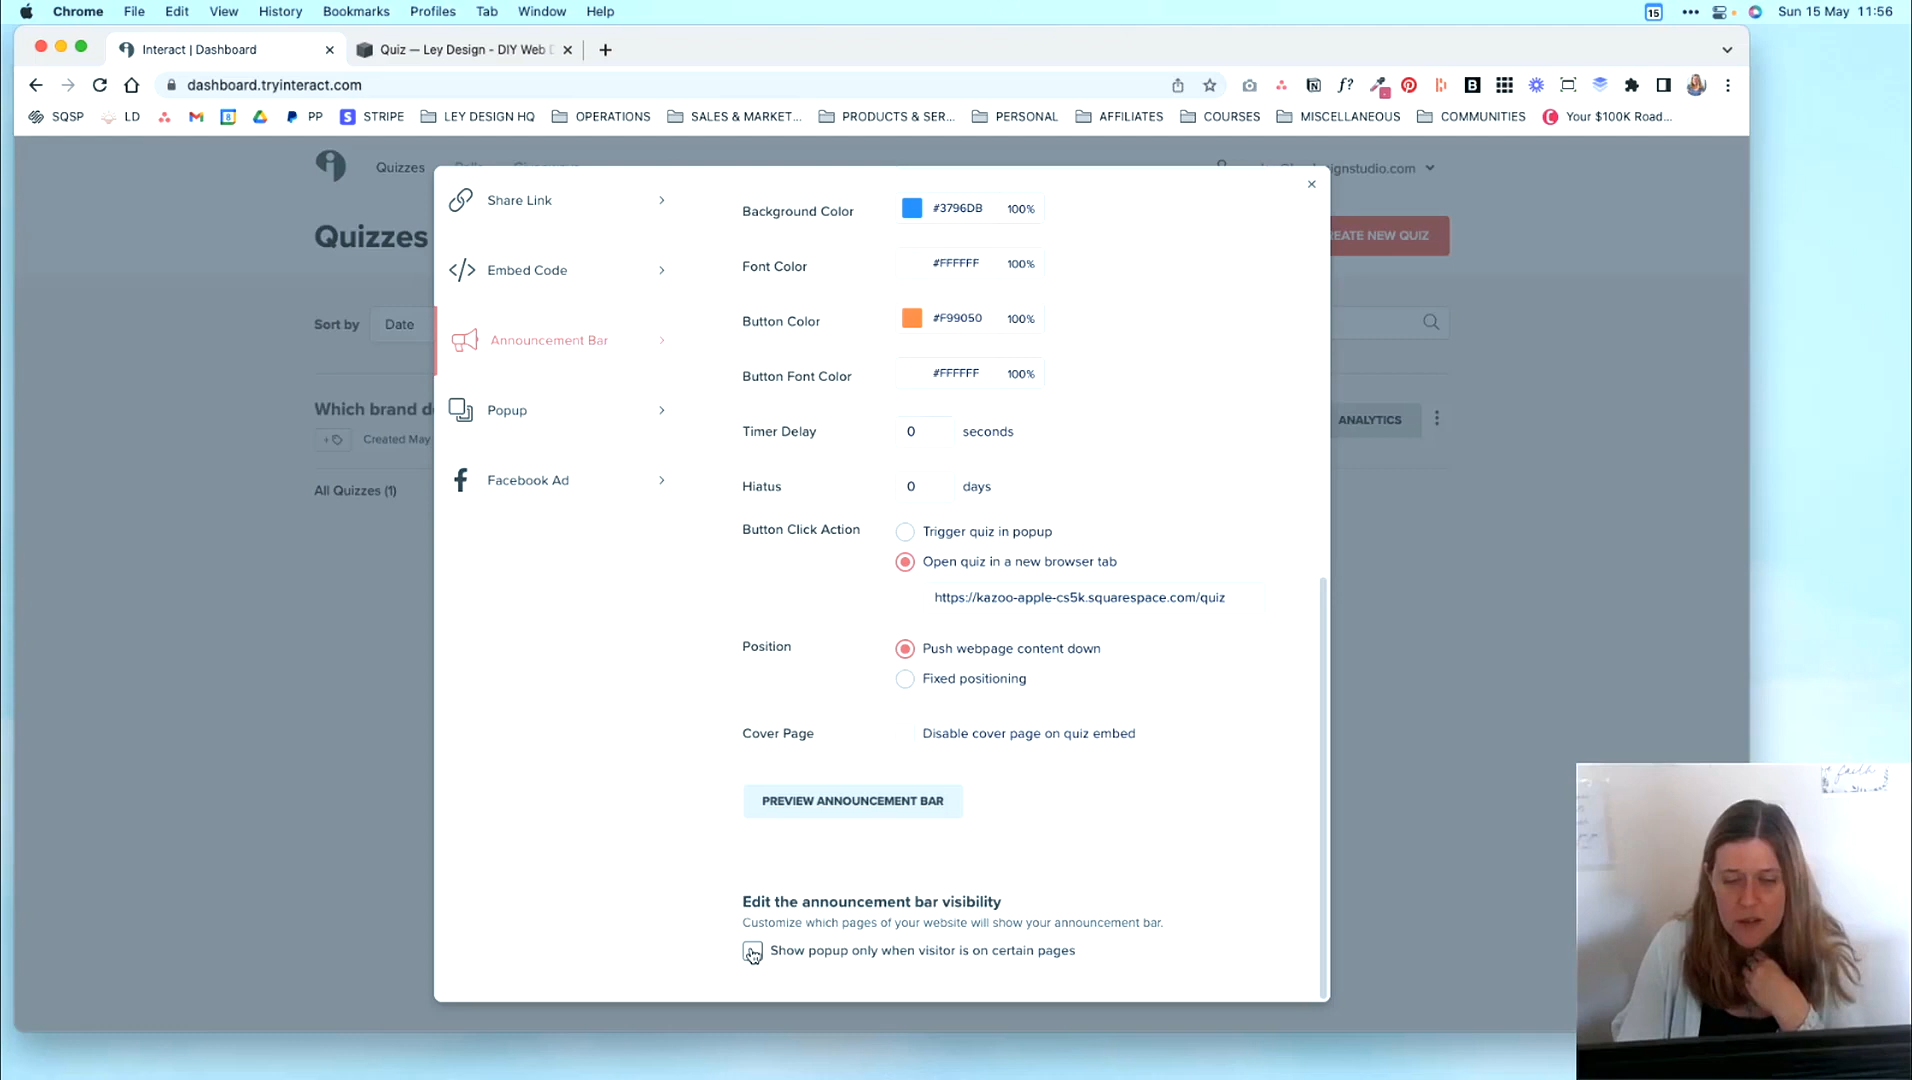 Chrome File Edit View History Bookmarks Profiles Tab Window Help
15 Sun 15 May 11:56
Interact | Dashboard
Quiz — Ley Design - DIY Web
dashboard.tryinteract.com
SQSP LD PP STRIPE LEY DESIGN HQ OPERATIONS SALES & MARKET... PRODUCTS & SER... PERSONAL AFFILIATES COURSES MISCELLANEOUS COMMUNITIES Your $100K Road...
Quizzes
Quizzes
EATE NEW QUIZ
Sort by Date
Which brand d
Created May
ANALYTICS
All Quizzes (1)
Share Link
Embed Code
Announcement Bar
Popup
Facebook Ad
Background Color #3796DB 100%
Font Color #FFFFFF 100%
Button Color #F99050 100%
Button Font Color #FFFFFF 100%
Timer Delay 0 seconds
Hiatus 0 days
Button Click Action Trigger quiz in popup
Open quiz in a new browser tab
https://kazoo-apple-cs5k.squarespace.com/quiz
Position Push webpage content down
Fixed positioning
Cover Page Disable cover page on quiz embed
PREVIEW ANNOUNCEMENT BAR
Edit the announcement bar visibility
Customize which pages of your website will show your announcement bar.
Show popup only when visitor is on certain pages
faith